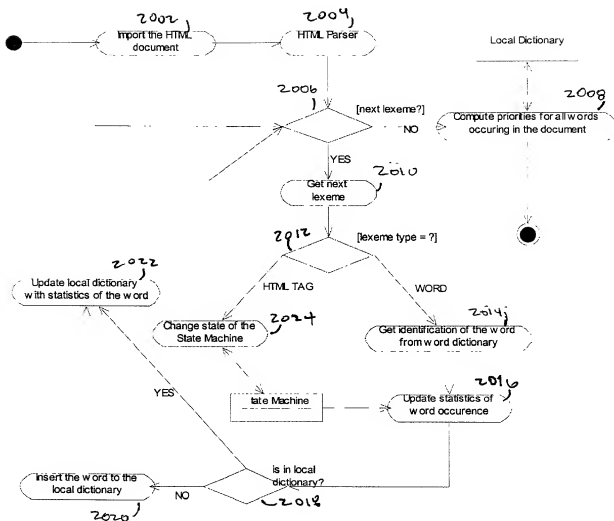 2002
Import the HTML
document
2004
HTML Parser
Local Dictionary
2006
[next lexeme?]
NO
2008
Compute priorities for all words
occuring in the document
YES
2010
Get next
lexeme
2012
[lexeme type = ?]
HTML TAG
WORD
2022
Update local dictionary
with statistics of the word
2024
Change state of the
State Machine
2014
Get identification of the word
from word dictionary
YES
tate Machine
2016
Update statistics of
word occurence
is in local
dictionary?
NO
2018
Insert the word to the
local dictionary
2020